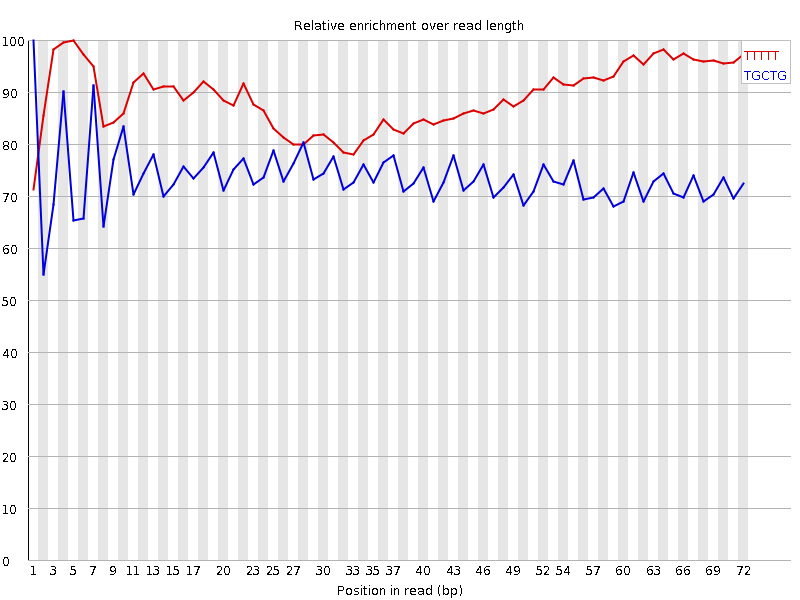 Relative enrichment over read length
100
90
80
70
60
50
40
30
20
10
0
TTTTT
TGCTG
1 3 5 7 9 11 13 15 17 20 23 25 27 30 33 35 37 40 43 46 49 52 54 57 60 63 66 69 72
Position in read (bp)